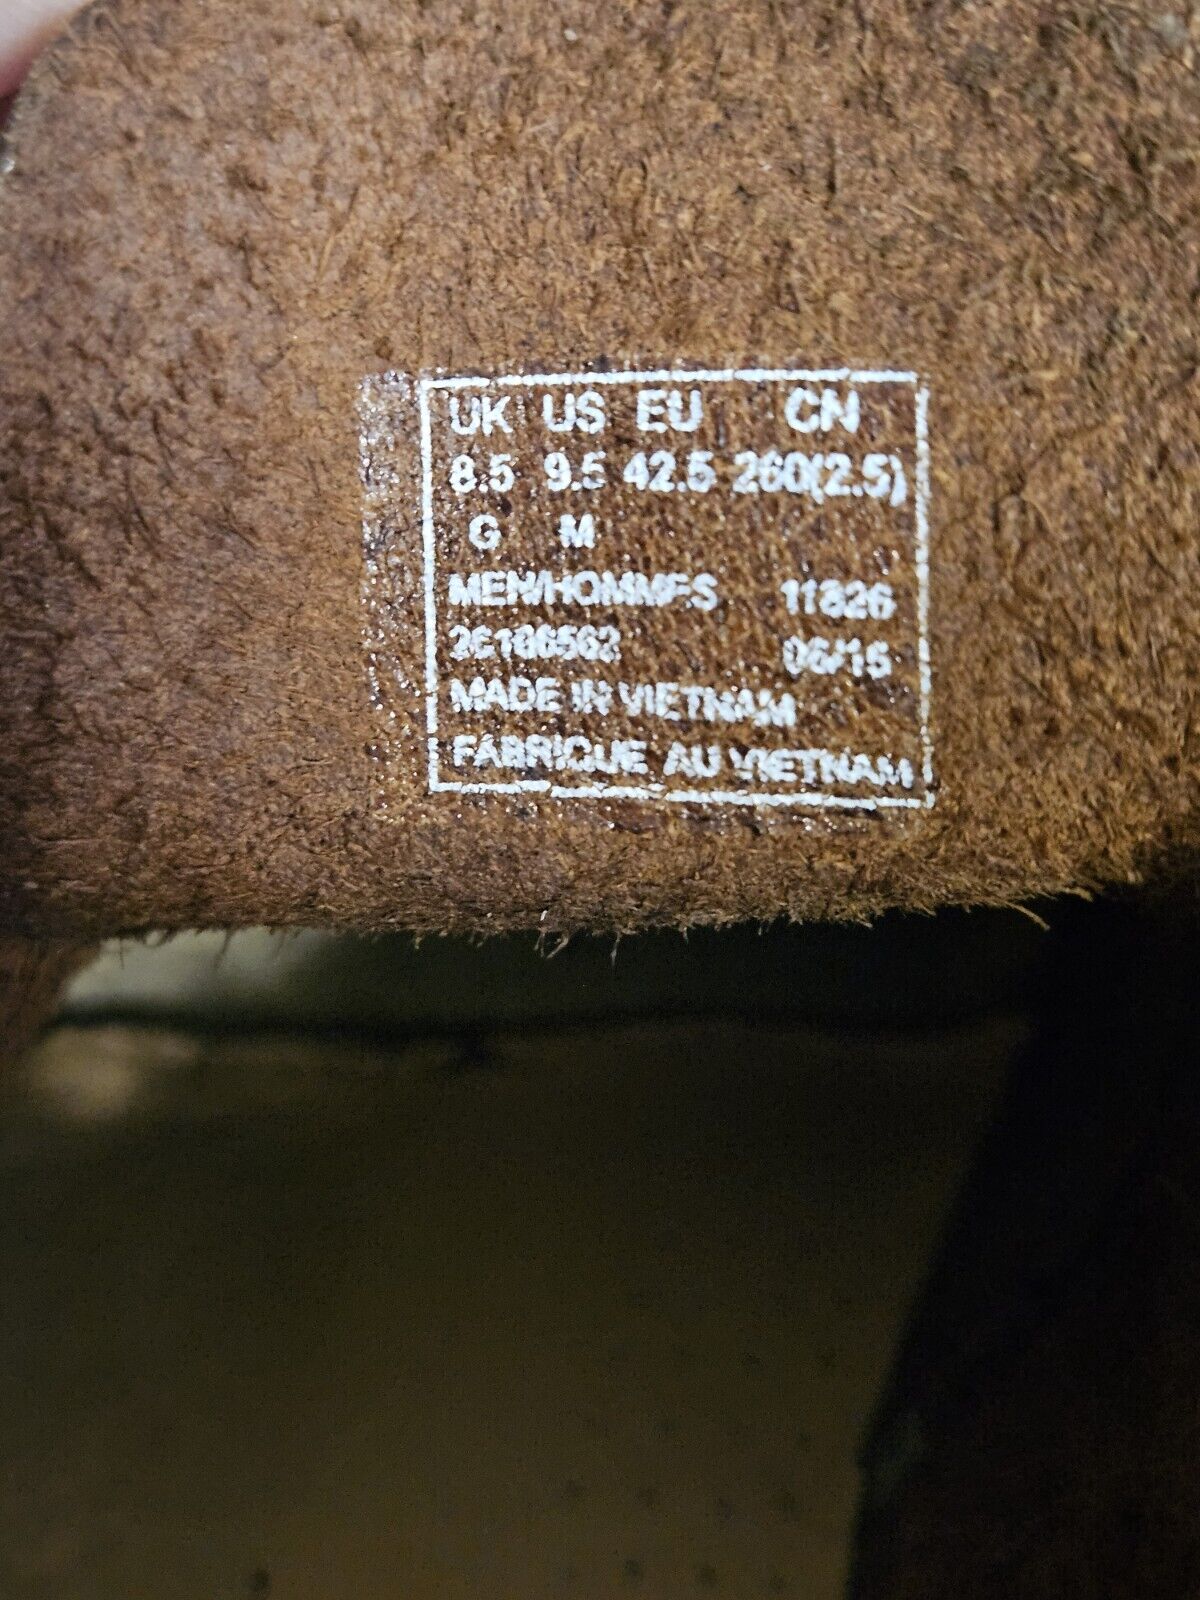 UK US EU CN
8.5 9.5 42.5 260(2.5)
G M
MEN/HOMMES 11826
26106562 06/15
MADE IN VIETNAM
FABRIQUE AU VIETNAM